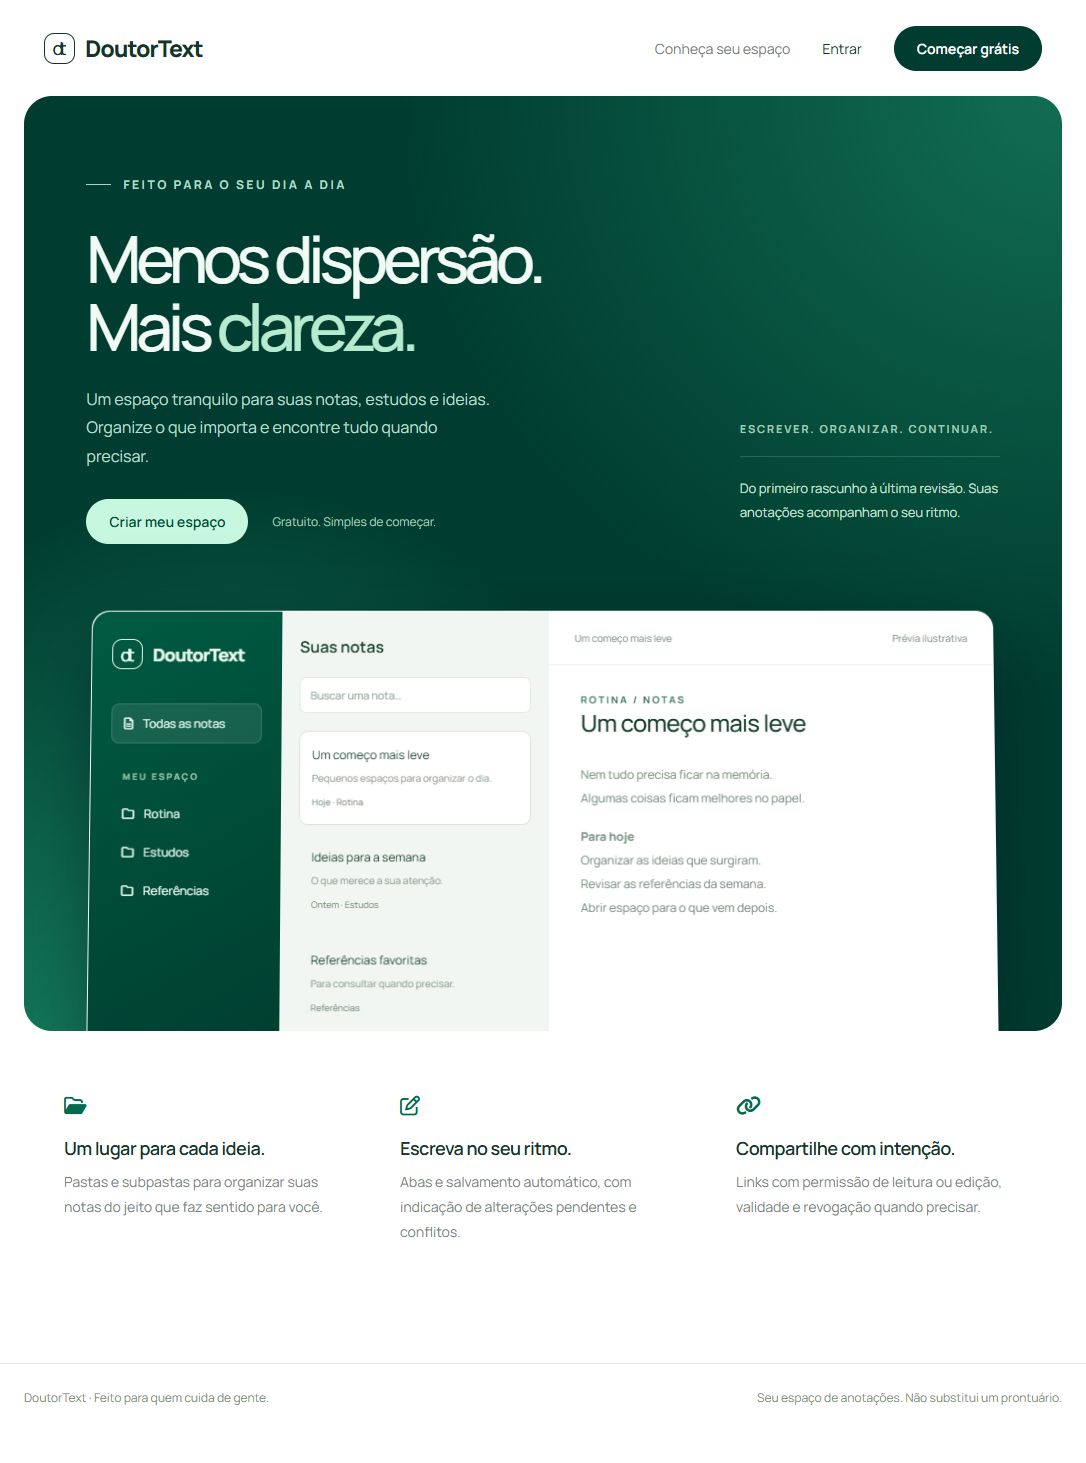 dt DoutorText
Conheça seu espaço
Entrar
Começar grátis
FEITO PARA O SEU DIA A DIA
Menos dispersão.
Mais clareza.
Um espaço tranquilo para suas notas, estudos e ideias.
Organize o que importa e encontre tudo quando
precisar.
Criar meu espaço
Gratuito. Simples de começar.
ESCREVER. ORGANIZAR. CONTINUAR.
Do primeiro rascunho à última revisão. Suas
anotações acompanham o seu ritmo.
dt DoutorText
Todas as notas
MEU ESPAÇO
Rotina
Estudos
Referências
Suas notas
Buscar uma nota...
Um começo mais leve
Pequenos espaços para organizar o dia.
Hoje · Rotina
Ideias para a semana
O que merece a sua atenção.
Ontem · Estudos
Referências favoritas
Para consultar quando precisar.
Referências
Um começo mais leve
Prévia ilustrativa
ROTINA / NOTAS
Um começo mais leve
Nem tudo precisa ficar na memória.
Algumas coisas ficam melhores no papel.
Para hoje
Organizar as ideias que surgiram.
Revisar as referências da semana.
Abrir espaço para o que vem depois.
Um lugar para cada ideia.
Pastas e subpastas para organizar suas
notas do jeito que faz sentido para você.
Escreva no seu ritmo.
Abas e salvamento automático, com
indicação de alterações pendentes e
conflitos.
Compartilhe com intenção.
Links com permissão de leitura ou edição,
validade e revogação quando precisar.
DoutorText · Feito para quem cuida de gente.
Seu espaço de anotações. Não substitui um prontuário.